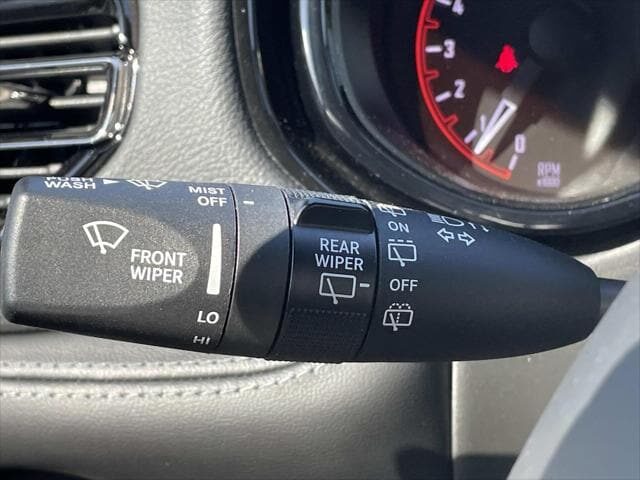 PUSH
WASH
MIST
OFF
FRONT
WIPER
LO
HI
REAR
WIPER
ON
OFF
4
3
2
1
0
RPM
x1000